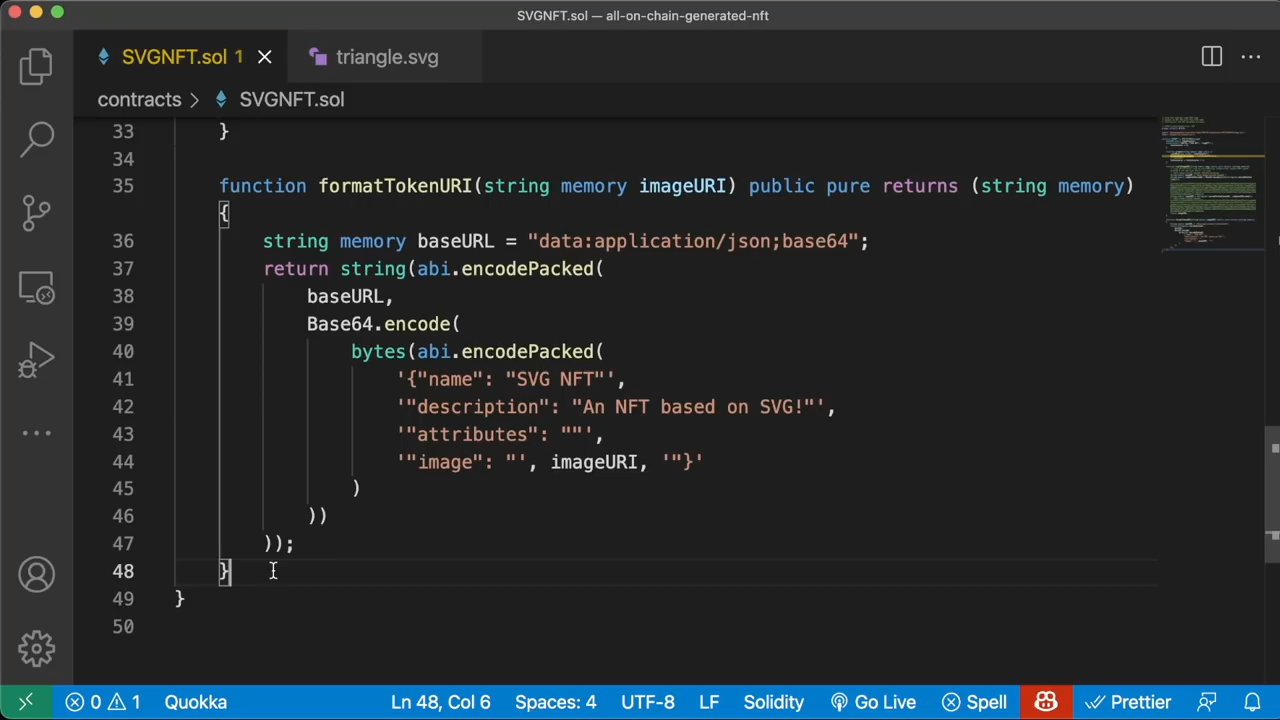 SVGNFT.sol — all-on-chain-generated-nft
SVGNFT.sol 1 triangle.svg
contracts > SVGNFT.sol
33 }
34
35 function formatTokenURI(string memory imageURI) public pure returns (string memory)
{
36 string memory baseURL = "data:application/json;base64";
37 return string(abi.encodePacked(
38 baseURL,
39 Base64.encode(
40 bytes(abi.encodePacked(
41 '{"name": "SVG NFT"',
42 '"description": "An NFT based on SVG!"',
43 '"attributes": ""',
44 '"image": "', imageURI, '"}'
45 )
46 ))
47 ));
48 }
49 }
50
0 1 Quokka Ln 48, Col 6 Spaces: 4 UTF-8 LF Solidity Go Live Spell Prettier